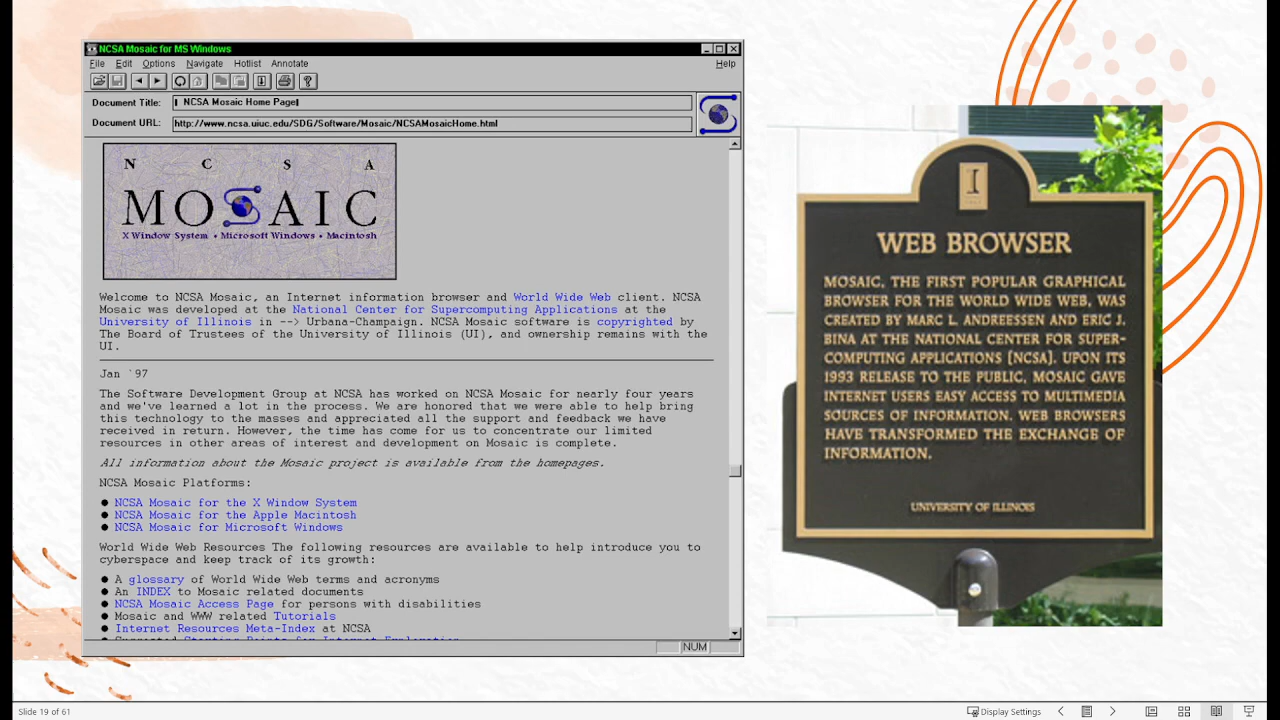 NCSA Mosaic for MS Windows
File Edit Options Navigate Hotlist Annotate Help
Document Title: NCSA Mosaic Home Page
Document URL: http://www.ncsa.uiuc.edu/SDG/Software/Mosaic/NCSAMosaicHome.html
N C S A
MOSAIC
X Window System • Microsoft Windows • Macintosh
Welcome to NCSA Mosaic, an Internet information browser and World Wide Web client. NCSA
Mosaic was developed at the National Center for Supercomputing Applications at the
University of Illinois in --> Urbana-Champaign. NCSA Mosaic software is copyrighted by
The Board of Trustees of the University of Illinois (UI), and ownership remains with the
UI.
Jan `97
The Software Development Group at NCSA has worked on NCSA Mosaic for nearly four years
and we've learned a lot in the process. We are honored that we were able to help bring
this technology to the masses and appreciated all the support and feedback we have
received in return. However, the time has come for us to concentrate our limited
resources in other areas of interest and development on Mosaic is complete.
All information about the Mosaic project is available from the homepages.
NCSA Mosaic Platforms:
● NCSA Mosaic for the X Window System
● NCSA Mosaic for the Apple Macintosh
● NCSA Mosaic for Microsoft Windows
World Wide Web Resources The following resources are available to help introduce you to
cyberspace and keep track of its growth:
● A glossary of World Wide Web terms and acronyms
● An INDEX to Mosaic related documents
● NCSA Mosaic Access Page for persons with disabilities
● Mosaic and WWW related Tutorials
● Internet Resources Meta-Index at NCSA
● Suggested Starting Points for Internet Exploration
NUM
I
WEB BROWSER
MOSAIC, THE FIRST POPULAR GRAPHICAL
BROWSER FOR THE WORLD WIDE WEB, WAS
CREATED BY MARC L. ANDREESSEN AND ERIC J.
BINA AT THE NATIONAL CENTER FOR SUPER-
COMPUTING APPLICATIONS (NCSA). UPON ITS
1993 RELEASE TO THE PUBLIC, MOSAIC GAVE
INTERNET USERS EASY ACCESS TO MULTIMEDIA
SOURCES OF INFORMATION. WEB BROWSERS
HAVE TRANSFORMED THE EXCHANGE OF
INFORMATION.
UNIVERSITY OF ILLINOIS
Slide 19 of 61
Display Settings